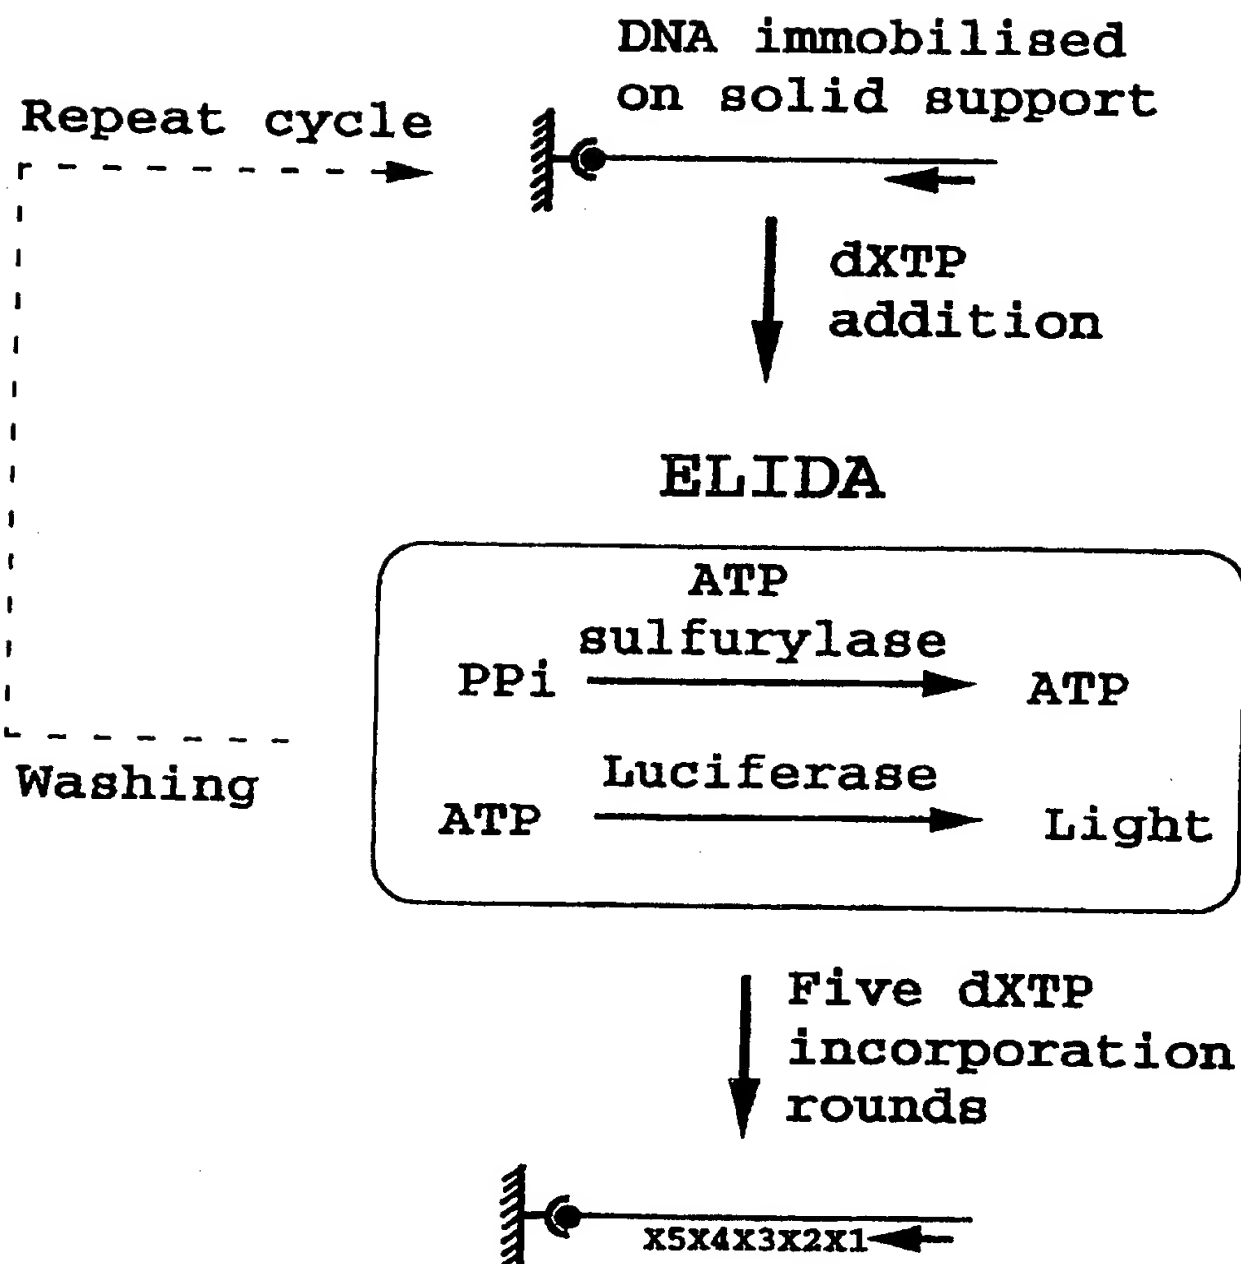 DNA immobilised
on solid support
Repeat cycle
dXTP
addition
ELIDA
ATP
sulfurylase
PPi
ATP
Luciferase
ATP
Light
Washing
Five dXTP
incorporation
rounds
X5X4X3X2X1